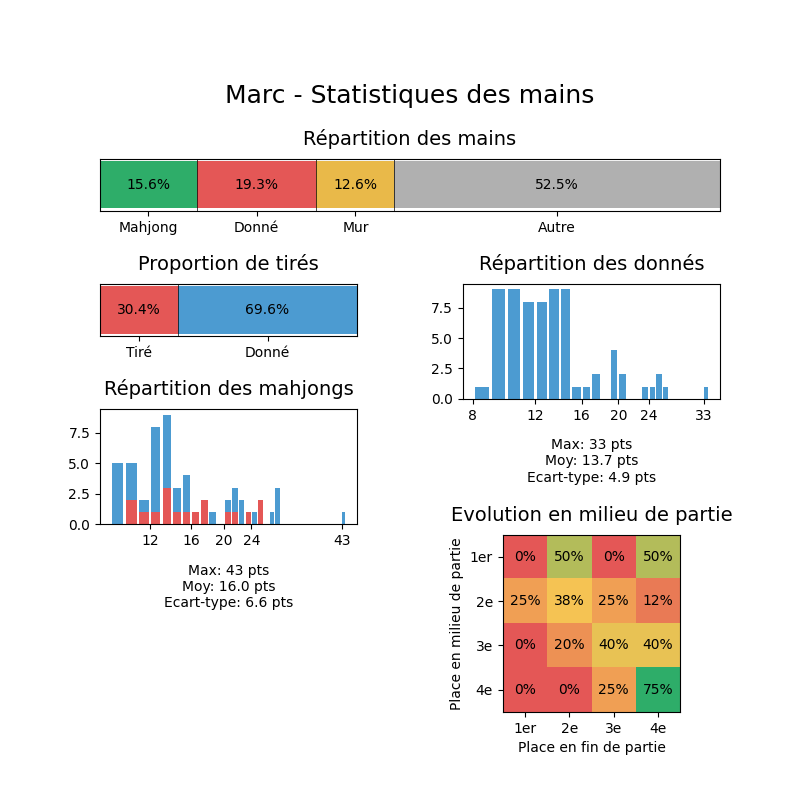 Marc - Statistiques des mains
Répartition des mains
15.6% 19.3% 12.6% 52.5%
Mahjong Donné Mur Autre
Proportion de tirés
30.4% 69.6%
Tiré Donné
Répartition des donnés
7.5
5.0
2.5
0.0
8 12 16 20 24 33
Max: 33 pts
Moy: 13.7 pts
Ecart-type: 4.9 pts
Répartition des mahjongs
7.5
5.0
2.5
0.0
12 16 20 24 43
Max: 43 pts
Moy: 16.0 pts
Ecart-type: 6.6 pts
Evolution en milieu de partie
Place en milieu de partie
1er 0% 50% 0% 50%
2e 25% 38% 25% 12%
3e 0% 20% 40% 40%
4e 0% 0% 25% 75%
1er 2e 3e 4e
Place en fin de partie